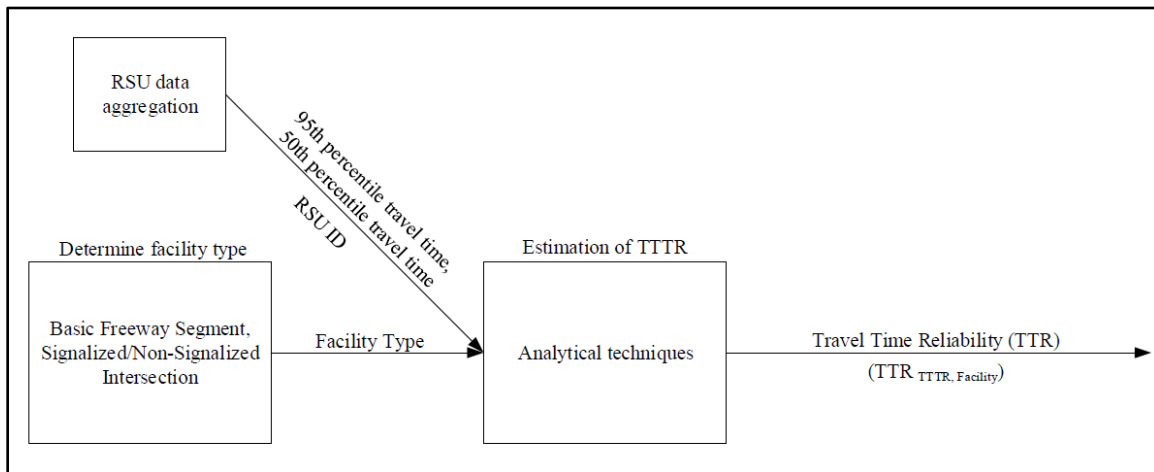 RSU data
aggregation
95th percentile travel time,
50th percentile travel time
RSU ID
Determine facility type
Basic Freeway Segment,
Signalized/Non-Signalized
Intersection
Facility Type
Estimation of TTTR
Analytical techniques
Travel Time Reliability (TTR)
(TTR TTTR, Facility)